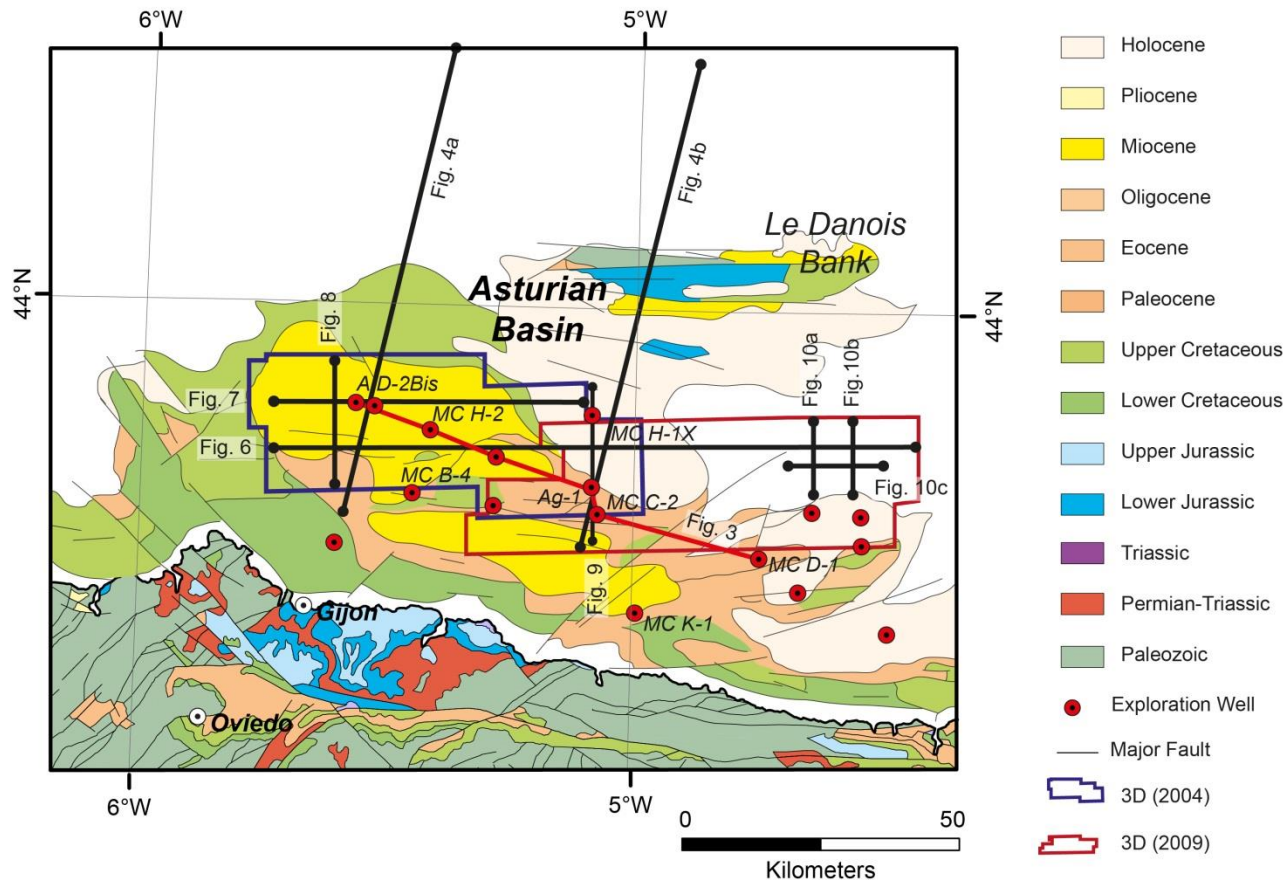 6°W
5°W
Fig. 4a
Fig. 4b
Le Danois
Bank
44°N
44°N
Asturian
Basin
Fig. 8
Fig. 10a
Fig. 10b
Fig. 7
A D-2Bis
MC H-2
MC H-1X
Fig. 6
MC B-4
Ag-1
MC C-2
Fig. 10c
Fig. 3
MC D-1
Fig. 9
MC K-1
Gijon
Oviedo
6°W
5°W
0
50
Kilometers
Holocene
Pliocene
Miocene
Oligocene
Eocene
Paleocene
Upper Cretaceous
Lower Cretaceous
Upper Jurassic
Lower Jurassic
Triassic
Permian-Triassic
Paleozoic
Exploration Well
Major Fault
3D (2004)
3D (2009)